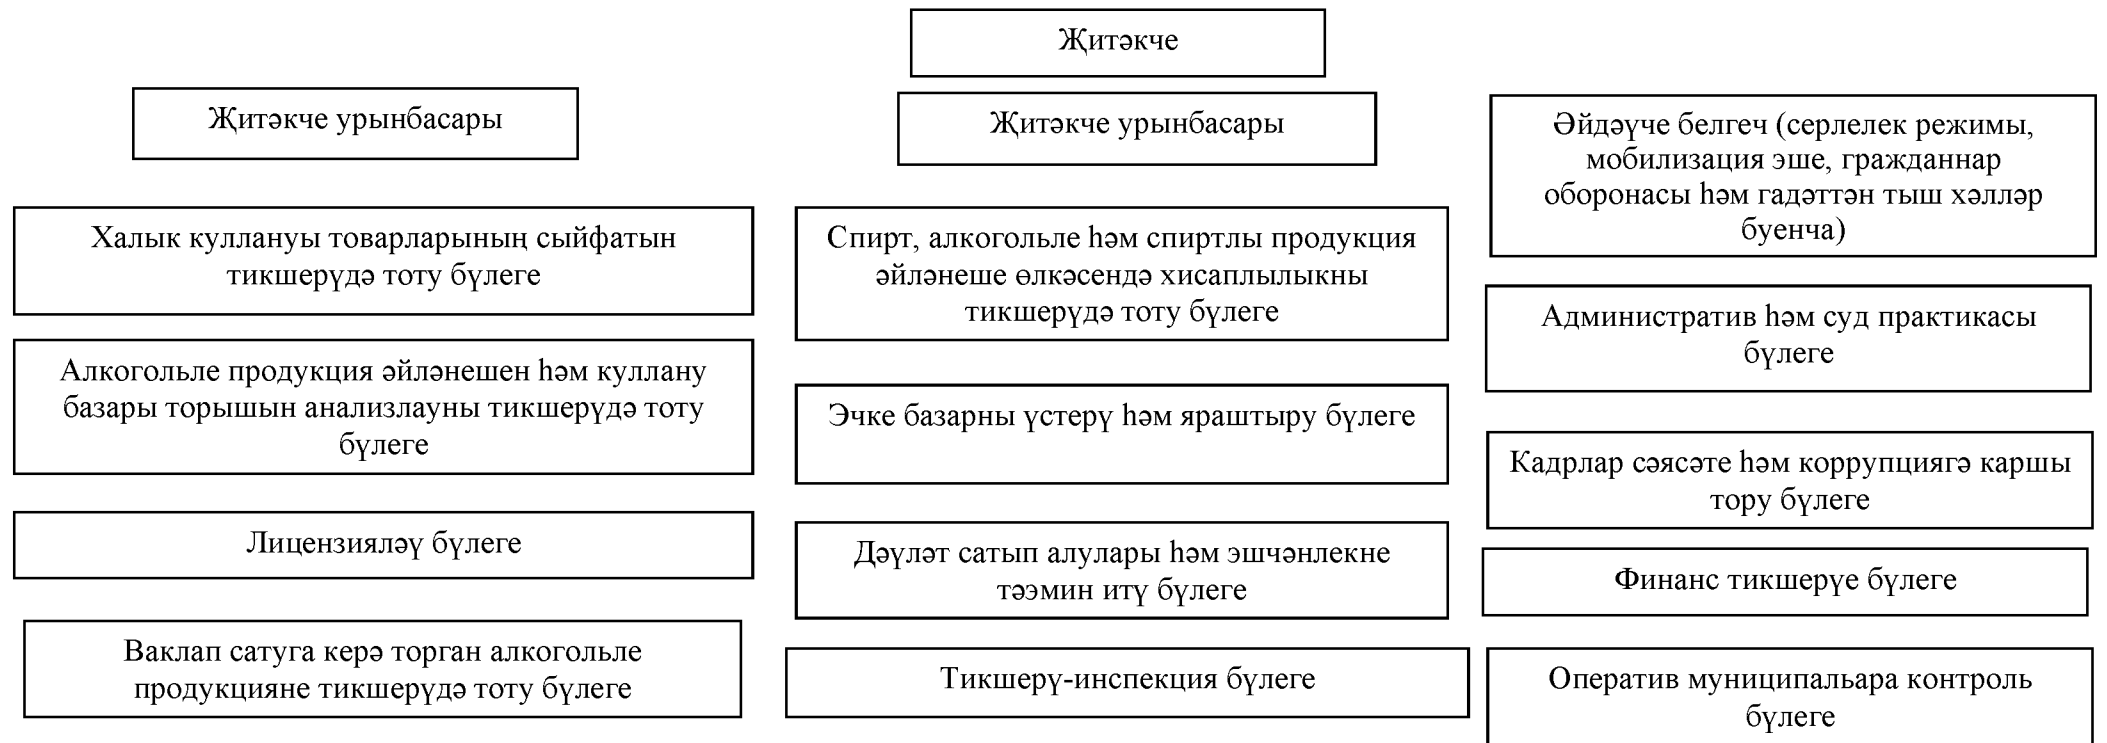 Җитәкче
Җитәкче урынбасары
Халык куллануы товарларының сыйфатын
тикшерүдә тоту бүлеге
Алкогольле продукция әйләнешен һәм куллану
базары торышын анализлауны тикшерүдә тоту
бүлеге
Лицензияләү бүлеге
Ваклап сатуга керә торган алкогольле
продукцияне тикшерүдә тоту бүлеге
Җитәкче урынбасары
Спирт, алкогольле һәм спиртлы продукция
әйләнеше өлкәсендә хисаплылыкны
тикшерүдә тоту бүлеге
Эчке базарны үстерү һәм яраштыру бүлеге
Дәүләт сатып алулары һәм эшчәнлекне
тәэмин итү бүлеге
Тикшерү-инспекция бүлеге
Әйдәүче белгеч (серлелек режимы,
мобилизация эше, гражданнар
оборонасы һәм гадәттән тыш хәлләр
буенча)
Административ һәм суд практикасы
бүлеге
Кадрлар сәясәте һәм коррупциягә каршы
тору бүлеге
Финанс тикшерүе бүлеге
Оператив муниципальара контроль
бүлеге